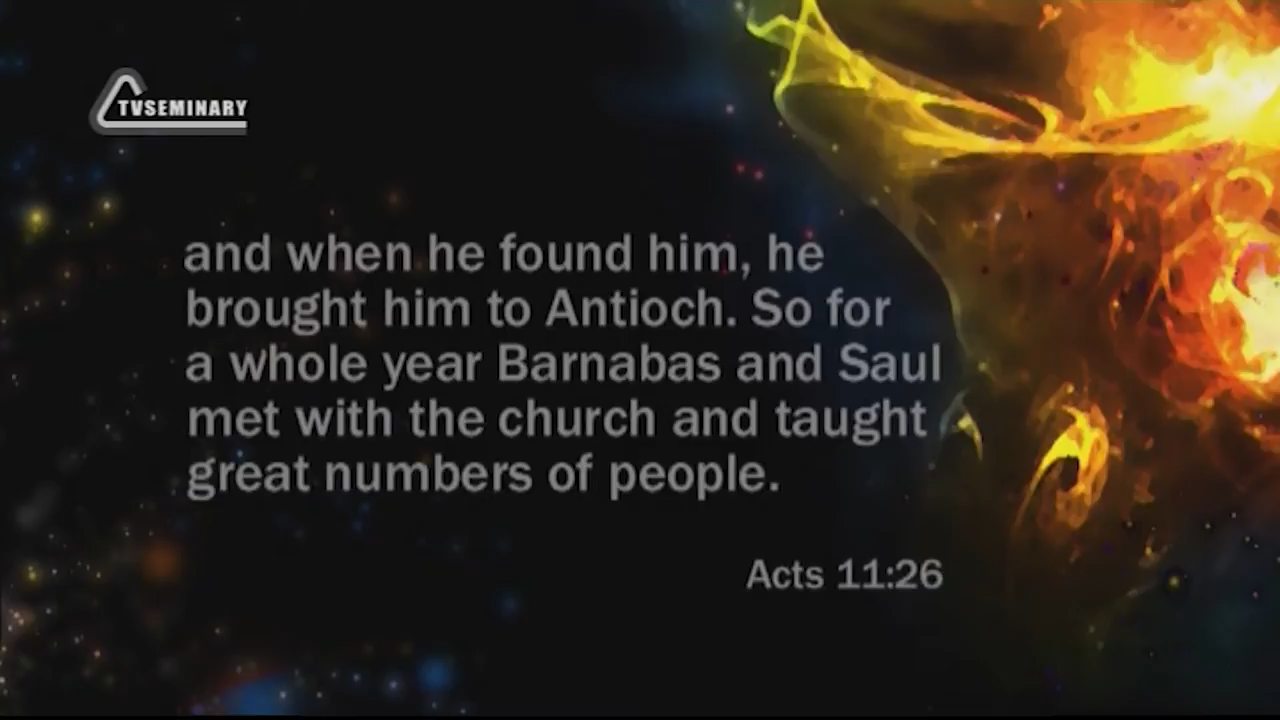 TVSEMINARY
and when he found him, he
brought him to Antioch. So for
a whole year Barnabas and Saul
met with the church and taught
great numbers of people.
Acts 11:26